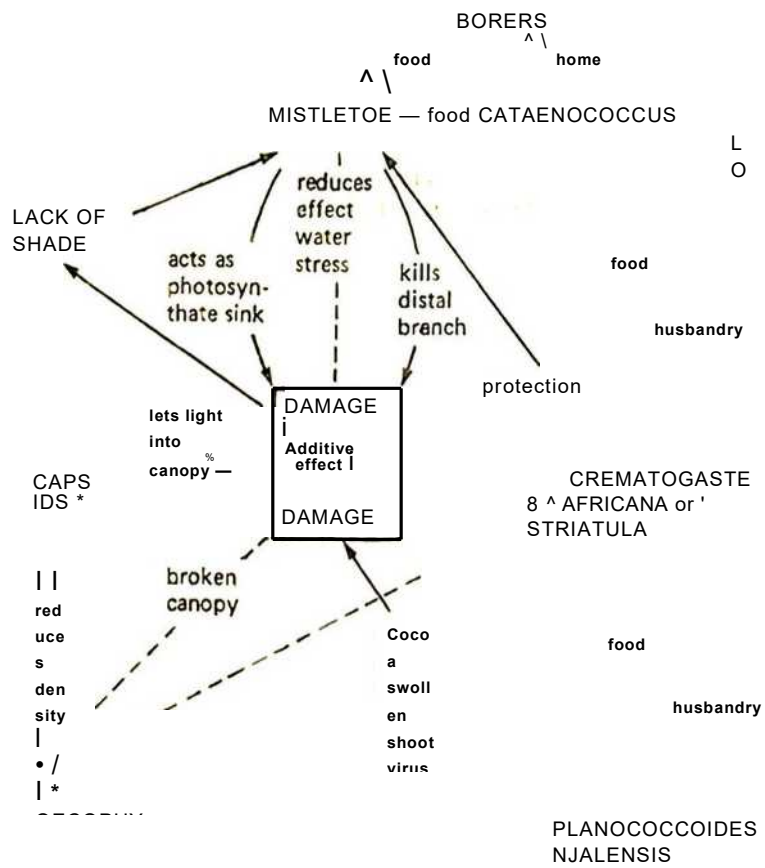 BORERS
^ \
food
home
^ \
MISTLETOE — food CATAENOCOCCUS
L
O
reduces
effect
water
stress
LACK OF
SHADE
acts as
photosyn-
thate sink
kills
distal
branch
food
husbandry
protection
lets light
into
%
canopy —
DAMAGE
i
Additive
effect I
DAMAGE
CAPS
IDS *
CREMATOGASTE
8 ^ AFRICANA or '
STRIATULA
broken
canopy
| |
red
uce
s
den
sity
|
• /
| *
Coco
a
swoll
en
shoot
virus
food
husbandry
PLANOCOCCOIDES
NJALENSIS